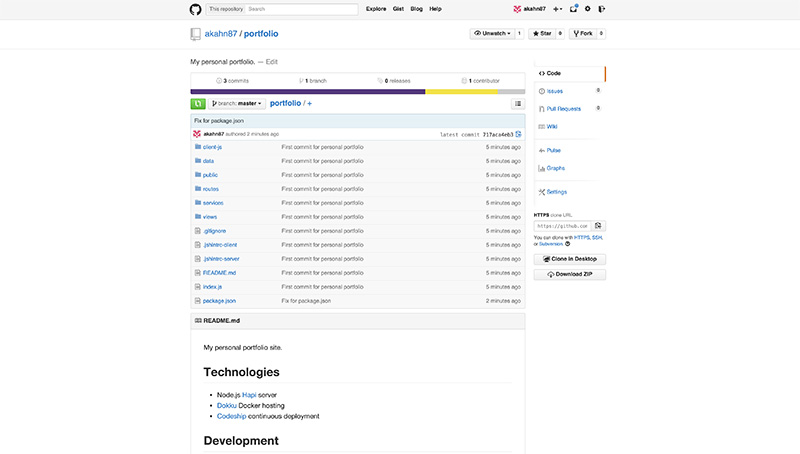 This repository Search Explore Gist Blog Help akahn87
akahn87 / portfolio Unwatch 1 Star 0 Fork 0
My personal portfolio. — Edit
3 commits 1 branch 0 releases 1 contributor
branch: master portfolio / +
Fix for package.json
akahn87 authored 2 minutes ago latest commit
client-js First commit for personal portfolio 5 minutes ago
data First commit for personal portfolio 5 minutes ago
public First commit for personal portfolio 5 minutes ago
routes First commit for personal portfolio 5 minutes ago
services First commit for personal portfolio 5 minutes ago
views First commit for personal portfolio 5 minutes ago
.gitignore First commit for personal portfolio 5 minutes ago
.jshintrc-client First commit for personal portfolio 5 minutes ago
.jshintrc-server First commit for personal portfolio 5 minutes ago
README.md First commit for personal portfolio 5 minutes ago
index.js First commit for personal portfolio 5 minutes ago
package.json Fix for package.json 2 minutes ago
README.md
My personal portfolio site.
Technologies
Node.js Hapi server
Dokku Docker hosting
Codeship continuous deployment
Development
Code
Issues 0
Pull Requests 0
Wiki
Pulse
Graphs
Settings
HTTPS clone URL
https://github.com
You can clone with HTTPS, SSH,
or Subversion.
Clone in Desktop
Download ZIP